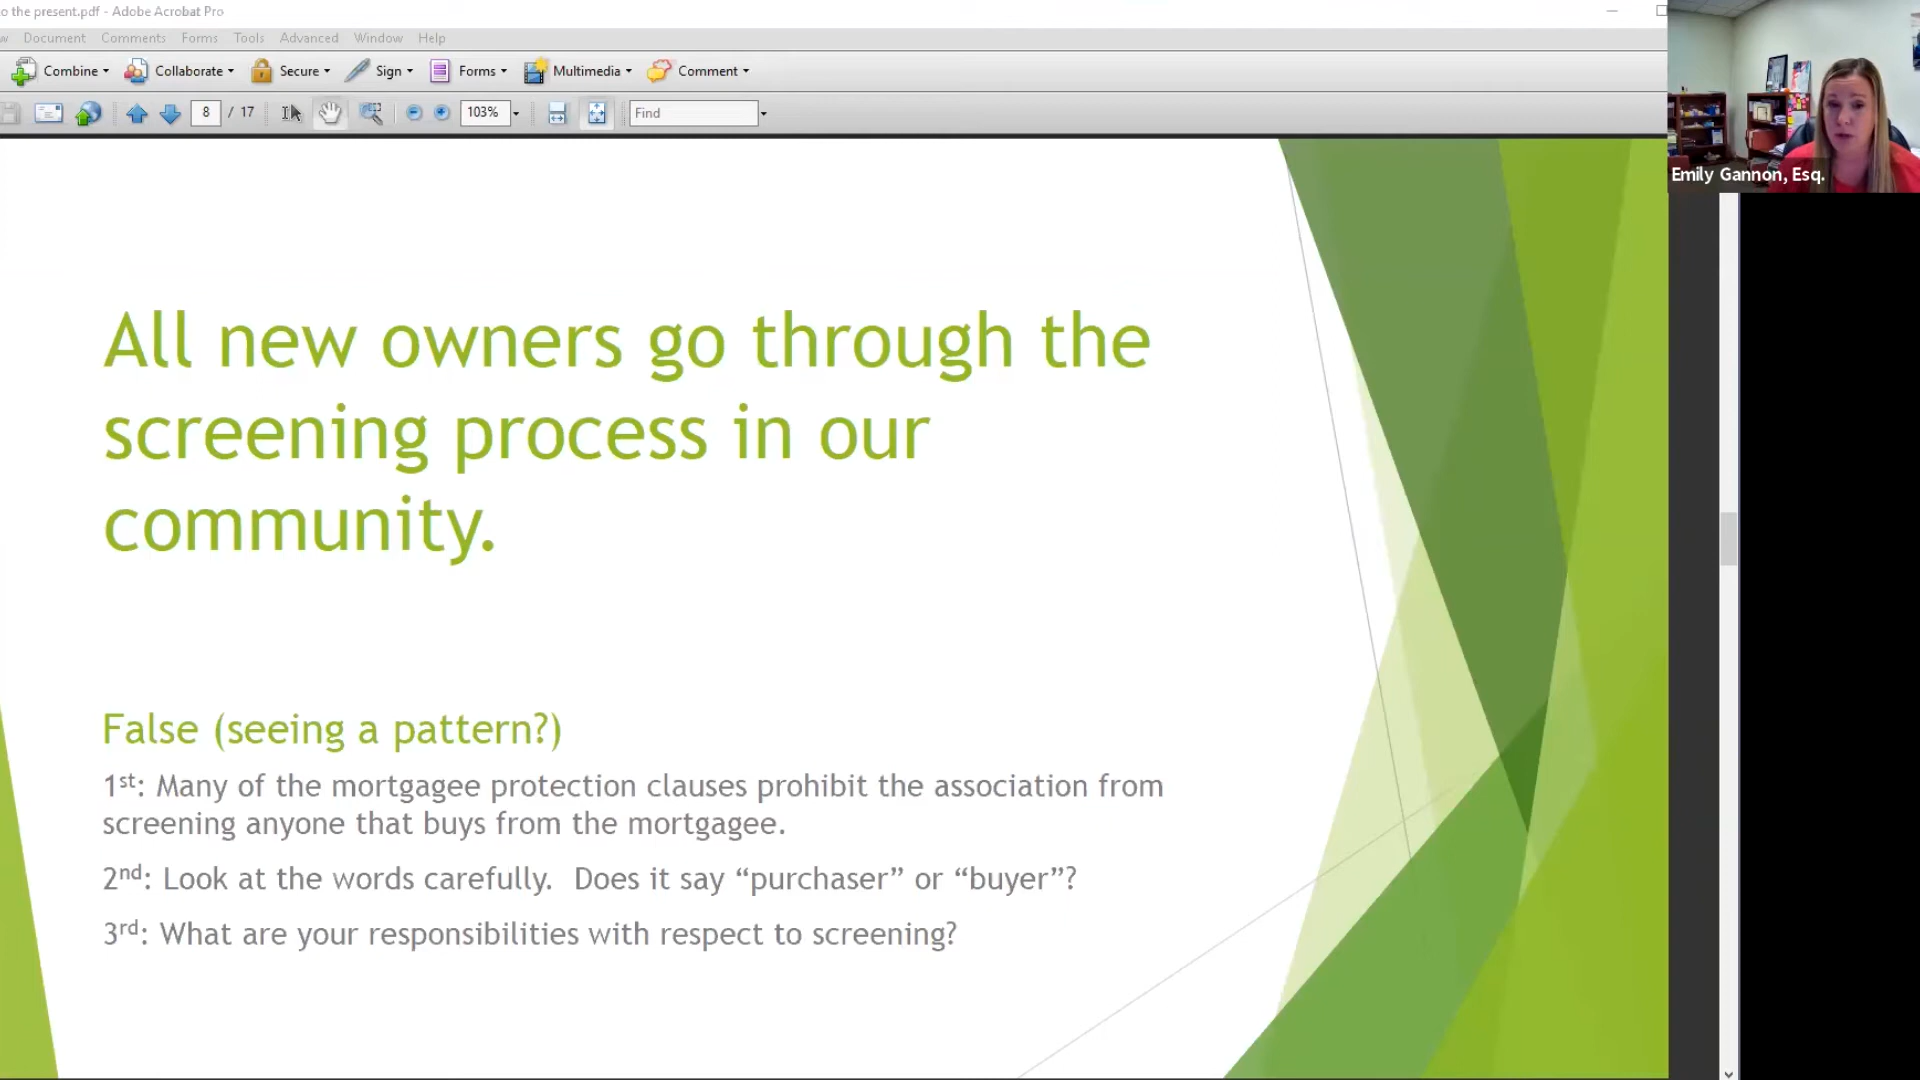 o the present.pdf - Adobe Acrobat Pro
w Document Comments Forms Tools Advanced Window Help
Combine Collaborate Secure Sign Forms Multimedia Comment
8 / 17 103% Find
Emily Gannon, Esq.
All new owners go through the
screening process in our
community.
False (seeing a pattern?)
1st: Many of the mortgagee protection clauses prohibit the association from
screening anyone that buys from the mortgagee.
2nd: Look at the words carefully. Does it say “purchaser” or “buyer”?
3rd: What are your responsibilities with respect to screening?